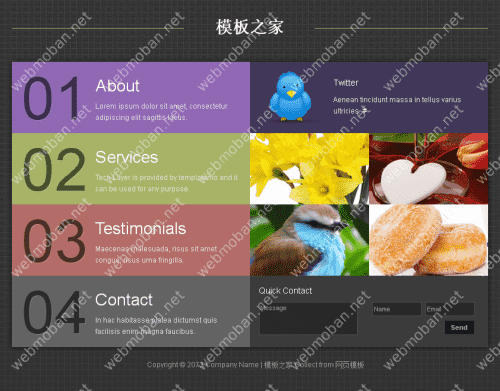 模板之家
01
About
Lorem ipsum dolor sit amet, consetetur
adipiscing elit sagittis lacus.
Twitter
Aenean tincidunt massa in tellus varius
ultricies
02
Services
Tech Layer is provided by templatemo and it
can be used for any purpose.
03
Testimonials
Maecenas malesuada, risus sit amet
congue, risus urna fringilla.
04
Contact
In hac habitasse platea dictumst quis
facilisis enim magna faucibus.
Quick Contact
Message
Name
Email
Send
Copyright © Company Name | 模板之家 Collect from 网页模板
webmoban.net